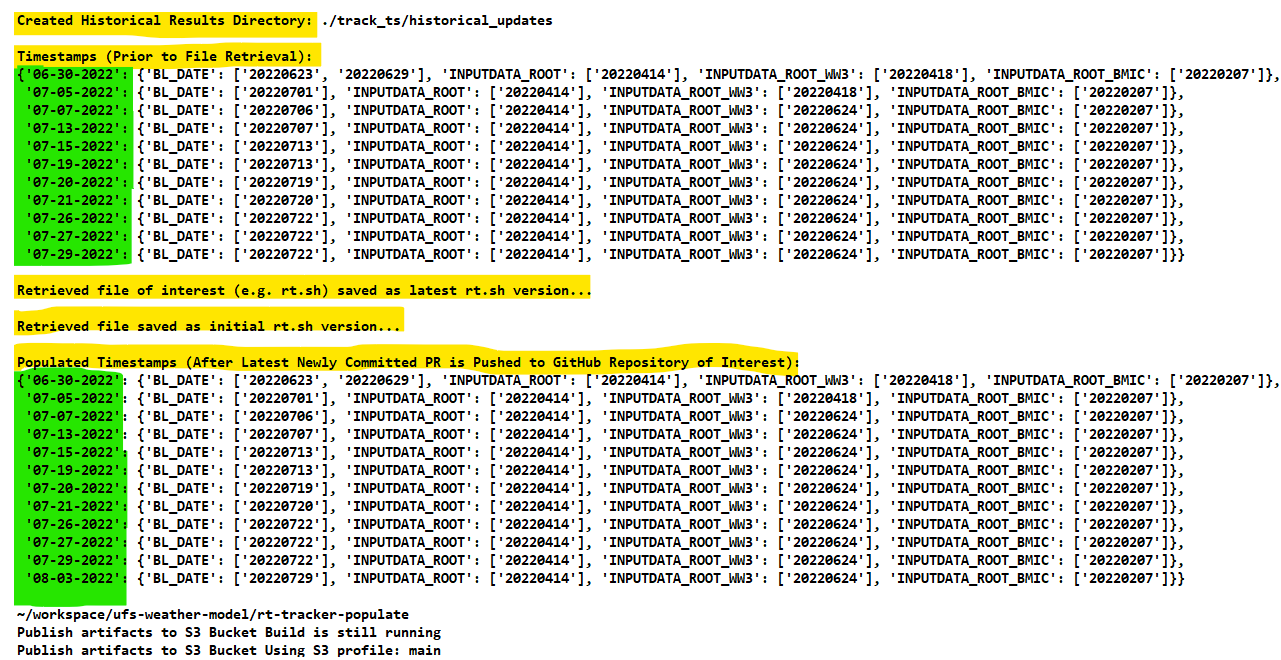 Created Historical Results Directory: ./track_ts/historical_updates
Timestamps (Prior to File Retrieval):
{'06-30-2022': {'BL_DATE': ['20220623', '20220629'], 'INPUTDATA_ROOT': ['20220414'], 'INPUTDATA_ROOT_WW3': ['20220418'], 'INPUTDATA_ROOT_BMIC': ['20220207']},
'07-05-2022': {'BL_DATE': ['20220701'], 'INPUTDATA_ROOT': ['20220414'], 'INPUTDATA_ROOT_WW3': ['20220418'], 'INPUTDATA_ROOT_BMIC': ['20220207']},
'07-07-2022': {'BL_DATE': ['20220706'], 'INPUTDATA_ROOT': ['20220414'], 'INPUTDATA_ROOT_WW3': ['20220624'], 'INPUTDATA_ROOT_BMIC': ['20220207']},
'07-13-2022': {'BL_DATE': ['20220707'], 'INPUTDATA_ROOT': ['20220414'], 'INPUTDATA_ROOT_WW3': ['20220624'], 'INPUTDATA_ROOT_BMIC': ['20220207']},
'07-15-2022': {'BL_DATE': ['20220713'], 'INPUTDATA_ROOT': ['20220414'], 'INPUTDATA_ROOT_WW3': ['20220624'], 'INPUTDATA_ROOT_BMIC': ['20220207']},
'07-19-2022': {'BL_DATE': ['20220713'], 'INPUTDATA_ROOT': ['20220414'], 'INPUTDATA_ROOT_WW3': ['20220624'], 'INPUTDATA_ROOT_BMIC': ['20220207']},
'07-20-2022': {'BL_DATE': ['20220719'], 'INPUTDATA_ROOT': ['20220414'], 'INPUTDATA_ROOT_WW3': ['20220624'], 'INPUTDATA_ROOT_BMIC': ['20220207']},
'07-21-2022': {'BL_DATE': ['20220720'], 'INPUTDATA_ROOT': ['20220414'], 'INPUTDATA_ROOT_WW3': ['20220624'], 'INPUTDATA_ROOT_BMIC': ['20220207']},
'07-26-2022': {'BL_DATE': ['20220722'], 'INPUTDATA_ROOT': ['20220414'], 'INPUTDATA_ROOT_WW3': ['20220624'], 'INPUTDATA_ROOT_BMIC': ['20220207']},
'07-27-2022': {'BL_DATE': ['20220722'], 'INPUTDATA_ROOT': ['20220414'], 'INPUTDATA_ROOT_WW3': ['20220624'], 'INPUTDATA_ROOT_BMIC': ['20220207']},
'07-29-2022': {'BL_DATE': ['20220722'], 'INPUTDATA_ROOT': ['20220414'], 'INPUTDATA_ROOT_WW3': ['20220624'], 'INPUTDATA_ROOT_BMIC': ['20220207']}}
Retrieved file of interest (e.g. rt.sh) saved as latest rt.sh version...
Retrieved file saved as initial rt.sh version...
Populated Timestamps (After Latest Newly Committed PR is Pushed to GitHub Repository of Interest):
{'06-30-2022': {'BL_DATE': ['20220623', '20220629'], 'INPUTDATA_ROOT': ['20220414'], 'INPUTDATA_ROOT_WW3': ['20220418'], 'INPUTDATA_ROOT_BMIC': ['20220207']},
'07-05-2022': {'BL_DATE': ['20220701'], 'INPUTDATA_ROOT': ['20220414'], 'INPUTDATA_ROOT_WW3': ['20220418'], 'INPUTDATA_ROOT_BMIC': ['20220207']},
'07-07-2022': {'BL_DATE': ['20220706'], 'INPUTDATA_ROOT': ['20220414'], 'INPUTDATA_ROOT_WW3': ['20220624'], 'INPUTDATA_ROOT_BMIC': ['20220207']},
'07-13-2022': {'BL_DATE': ['20220707'], 'INPUTDATA_ROOT': ['20220414'], 'INPUTDATA_ROOT_WW3': ['20220624'], 'INPUTDATA_ROOT_BMIC': ['20220207']},
'07-15-2022': {'BL_DATE': ['20220713'], 'INPUTDATA_ROOT': ['20220414'], 'INPUTDATA_ROOT_WW3': ['20220624'], 'INPUTDATA_ROOT_BMIC': ['20220207']},
'07-19-2022': {'BL_DATE': ['20220713'], 'INPUTDATA_ROOT': ['20220414'], 'INPUTDATA_ROOT_WW3': ['20220624'], 'INPUTDATA_ROOT_BMIC': ['20220207']},
'07-20-2022': {'BL_DATE': ['20220719'], 'INPUTDATA_ROOT': ['20220414'], 'INPUTDATA_ROOT_WW3': ['20220624'], 'INPUTDATA_ROOT_BMIC': ['20220207']},
'07-21-2022': {'BL_DATE': ['20220720'], 'INPUTDATA_ROOT': ['20220414'], 'INPUTDATA_ROOT_WW3': ['20220624'], 'INPUTDATA_ROOT_BMIC': ['20220207']},
'07-26-2022': {'BL_DATE': ['20220722'], 'INPUTDATA_ROOT': ['20220414'], 'INPUTDATA_ROOT_WW3': ['20220624'], 'INPUTDATA_ROOT_BMIC': ['20220207']},
'07-27-2022': {'BL_DATE': ['20220722'], 'INPUTDATA_ROOT': ['20220414'], 'INPUTDATA_ROOT_WW3': ['20220624'], 'INPUTDATA_ROOT_BMIC': ['20220207']},
'07-29-2022': {'BL_DATE': ['20220722'], 'INPUTDATA_ROOT': ['20220414'], 'INPUTDATA_ROOT_WW3': ['20220624'], 'INPUTDATA_ROOT_BMIC': ['20220207']},
'08-03-2022': {'BL_DATE': ['20220729'], 'INPUTDATA_ROOT': ['20220414'], 'INPUTDATA_ROOT_WW3': ['20220624'], 'INPUTDATA_ROOT_BMIC': ['20220207']}}
~/workspace/ufs-weather-model/rt-tracker-populate
Publish artifacts to S3 Bucket Build is still running
Publish artifacts to S3 Bucket Using S3 profile: main